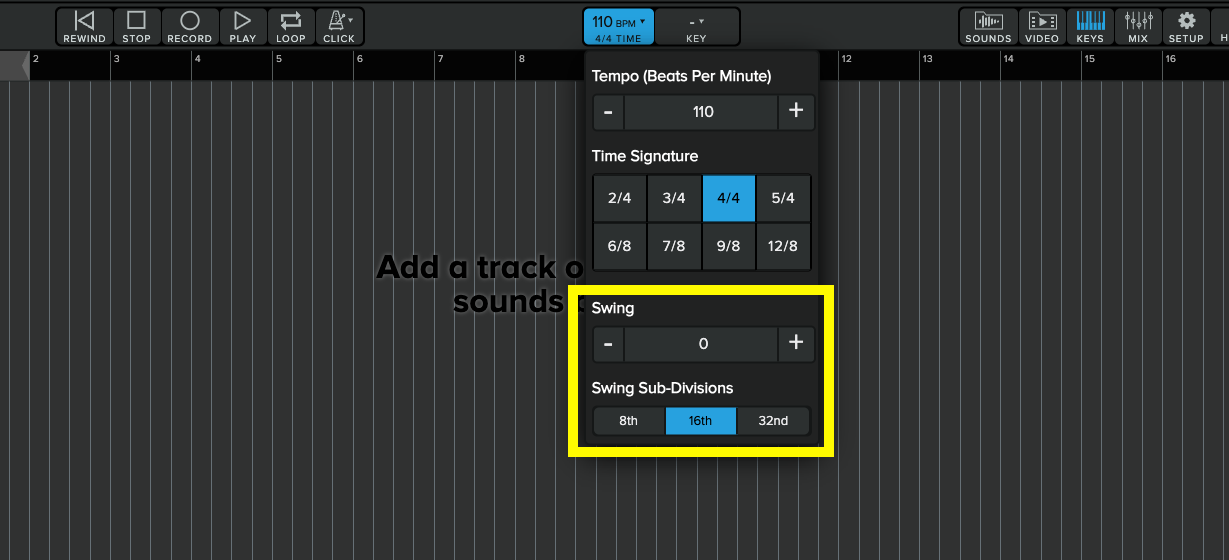 REWIND STOP RECORD PLAY LOOP CLICK
110 BPM
4/4 TIME
-
KEY
SOUNDS VIDEO KEYS MIX SETUP H
2 3 4 5 6 7 8 12 13 14 15 16
Tempo (Beats Per Minute)
- 110 +
Time Signature
2/4 3/4 4/4 5/4
6/8 7/8 9/8 12/8
Add a track o
sounds
Swing
- 0 +
Swing Sub-Divisions
8th 16th 32nd